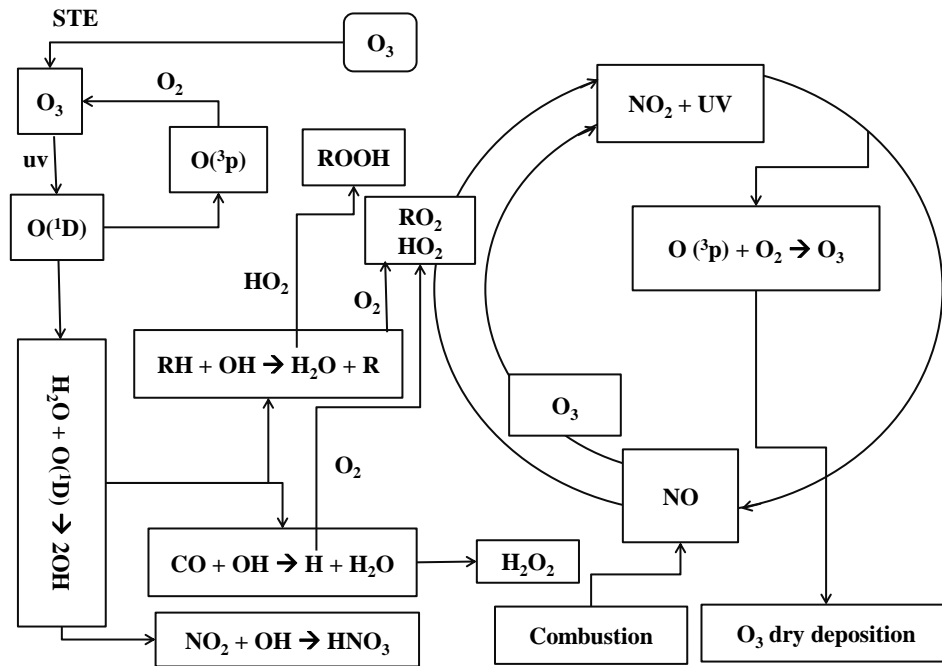 STE
O₃
O₂
O₃
NO₂ + UV
O(³p)
ROOH
uv
O(¹D)
RO₂
HO₂
O (³p) + O₂ → O₃
HO₂
O₂
RH + OH → H₂O + R
H₂O + O(¹D) → 2OH
O₃
O₂
NO
CO + OH → H + H₂O
H₂O₂
NO₂ + OH → HNO₃
Combustion
O₃ dry deposition